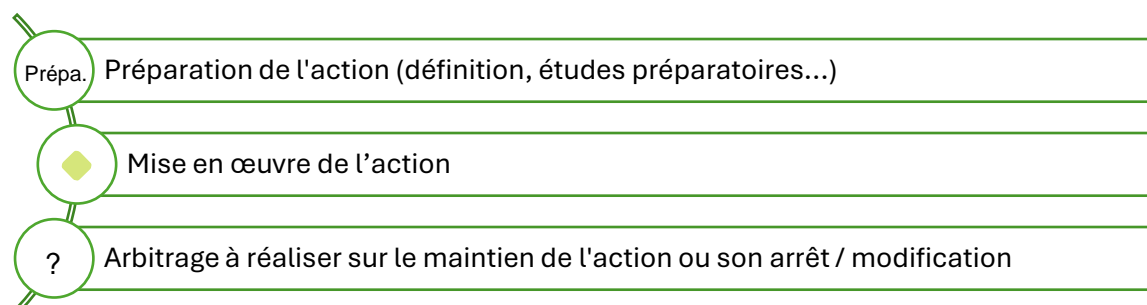 Prépa. Préparation de l'action (définition, études préparatoires...)
Mise en œuvre de l’action
? Arbitrage à réaliser sur le maintien de l'action ou son arrêt / modification